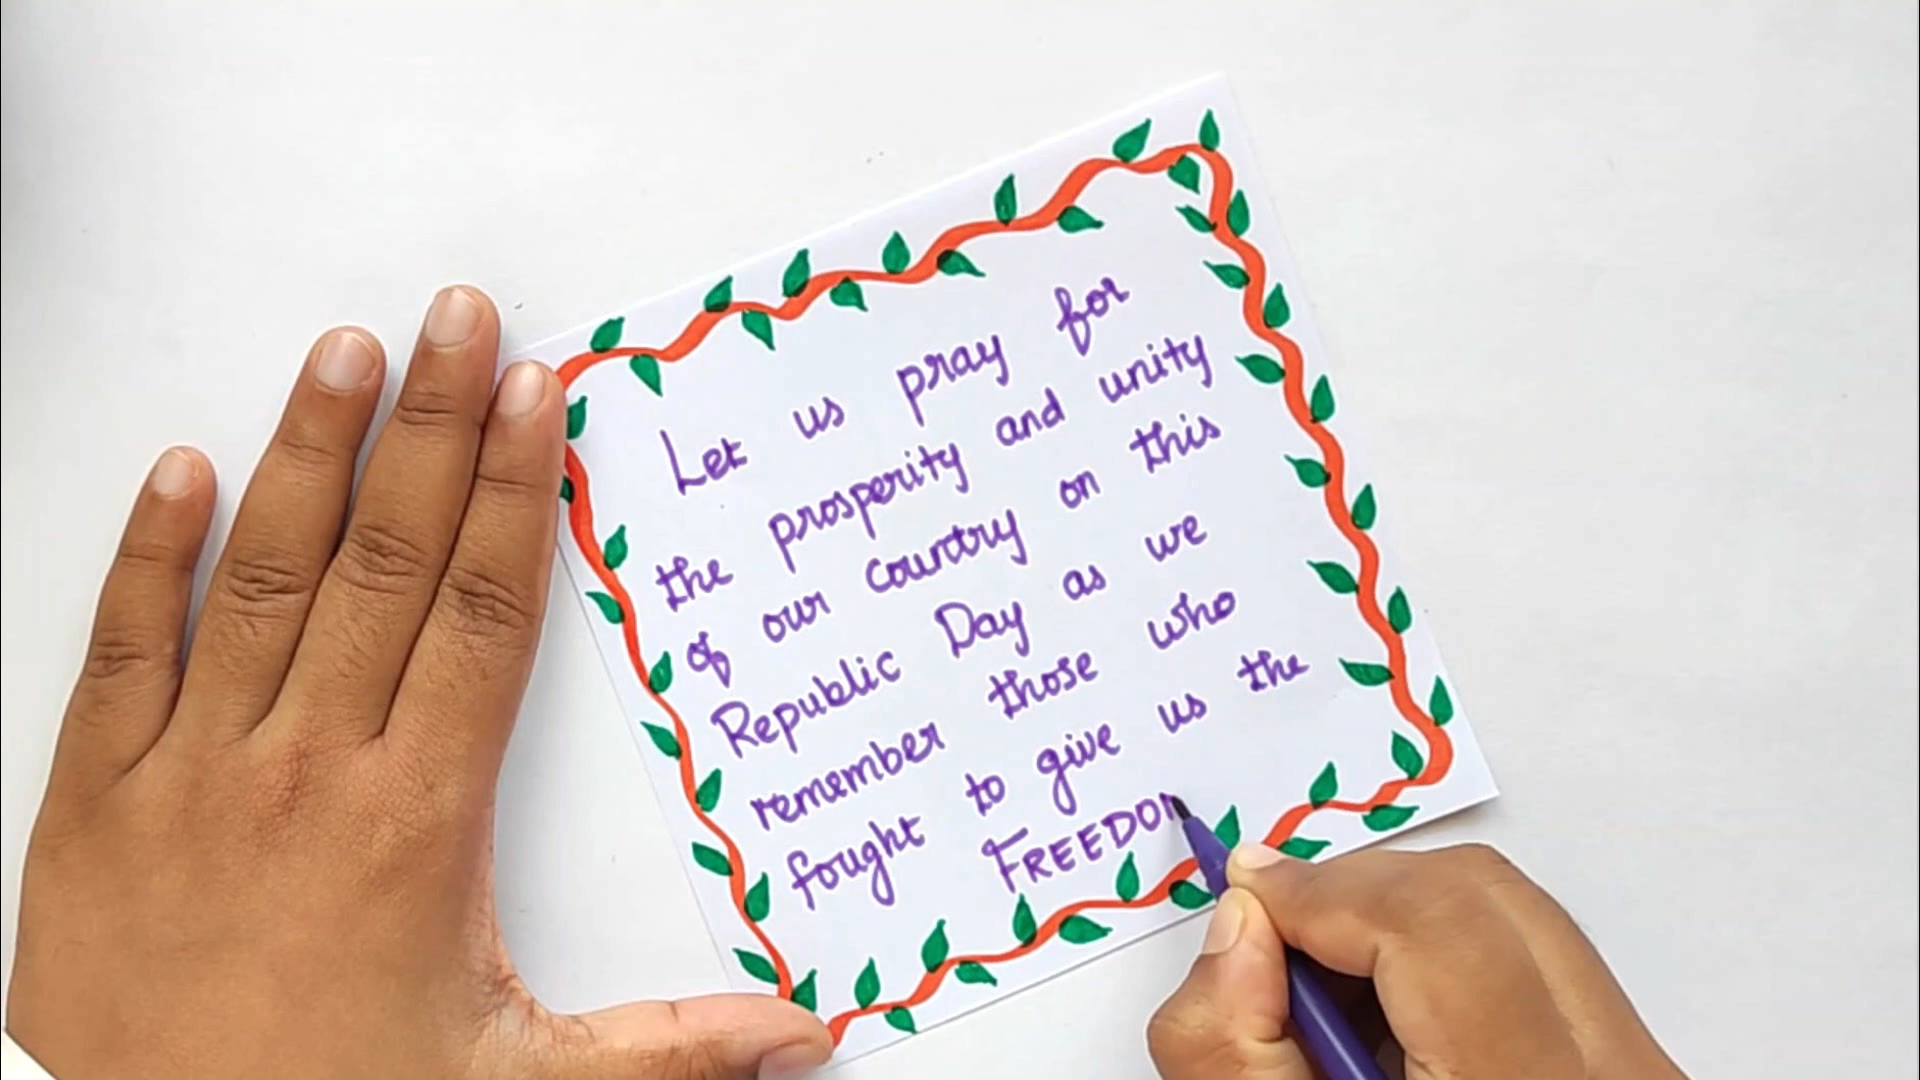 Let us pray for
the prosperity and unity
of our country on this
Republic Day as we
remember those who
fought to give us the
FREEDOM